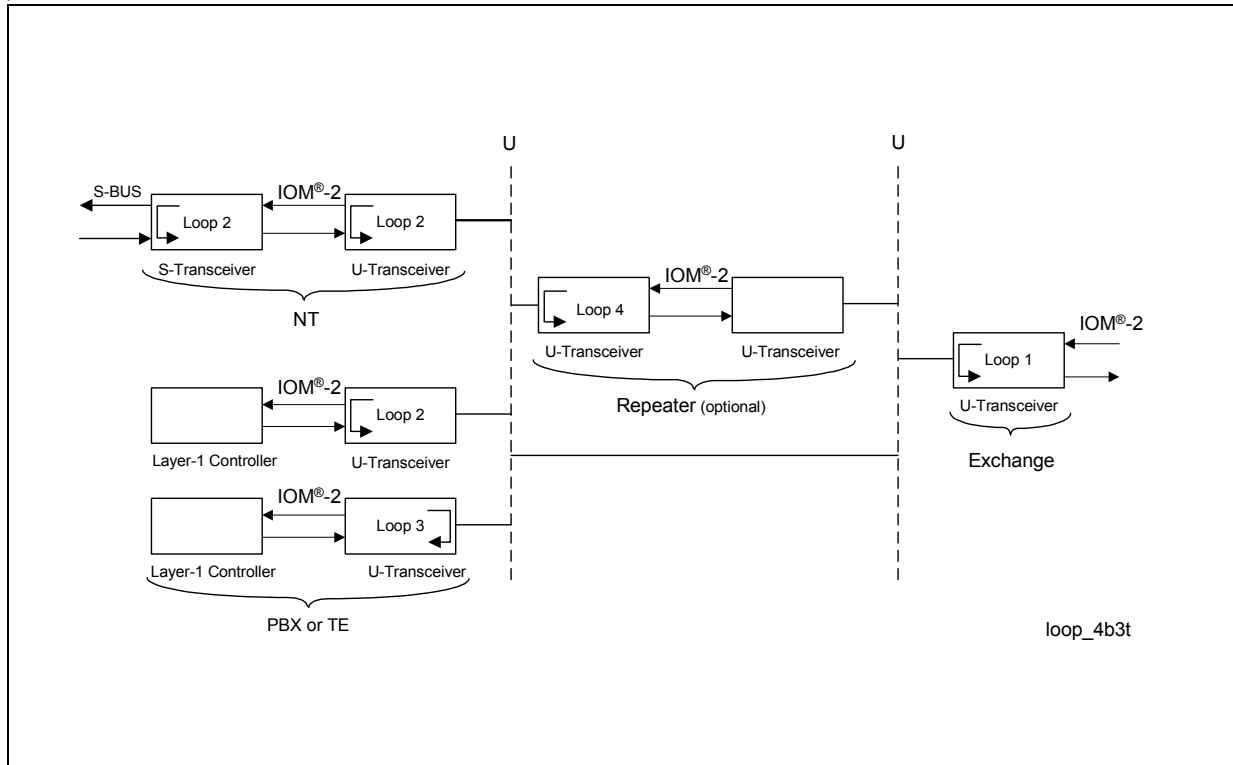 U U
S-BUS IOM®-2
Loop 2 Loop 2
S-Transceiver U-Transceiver
NT
IOM®-2
Loop 4
U-Transceiver U-Transceiver
Repeater (optional)
IOM®-2
Loop 1
U-Transceiver
Exchange
IOM®-2
Loop 2
Layer-1 Controller U-Transceiver
IOM®-2
Loop 3
Layer-1 Controller U-Transceiver
PBX or TE
loop_4b3t